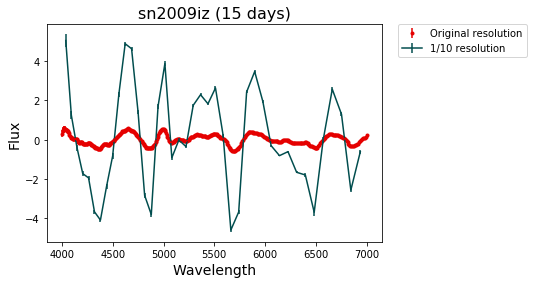 sn2009iz (15 days)
Original resolution
1/10 resolution
Flux
4
2
0
−2
−4
4000 4500 5000 5500 6000 6500 7000
Wavelength